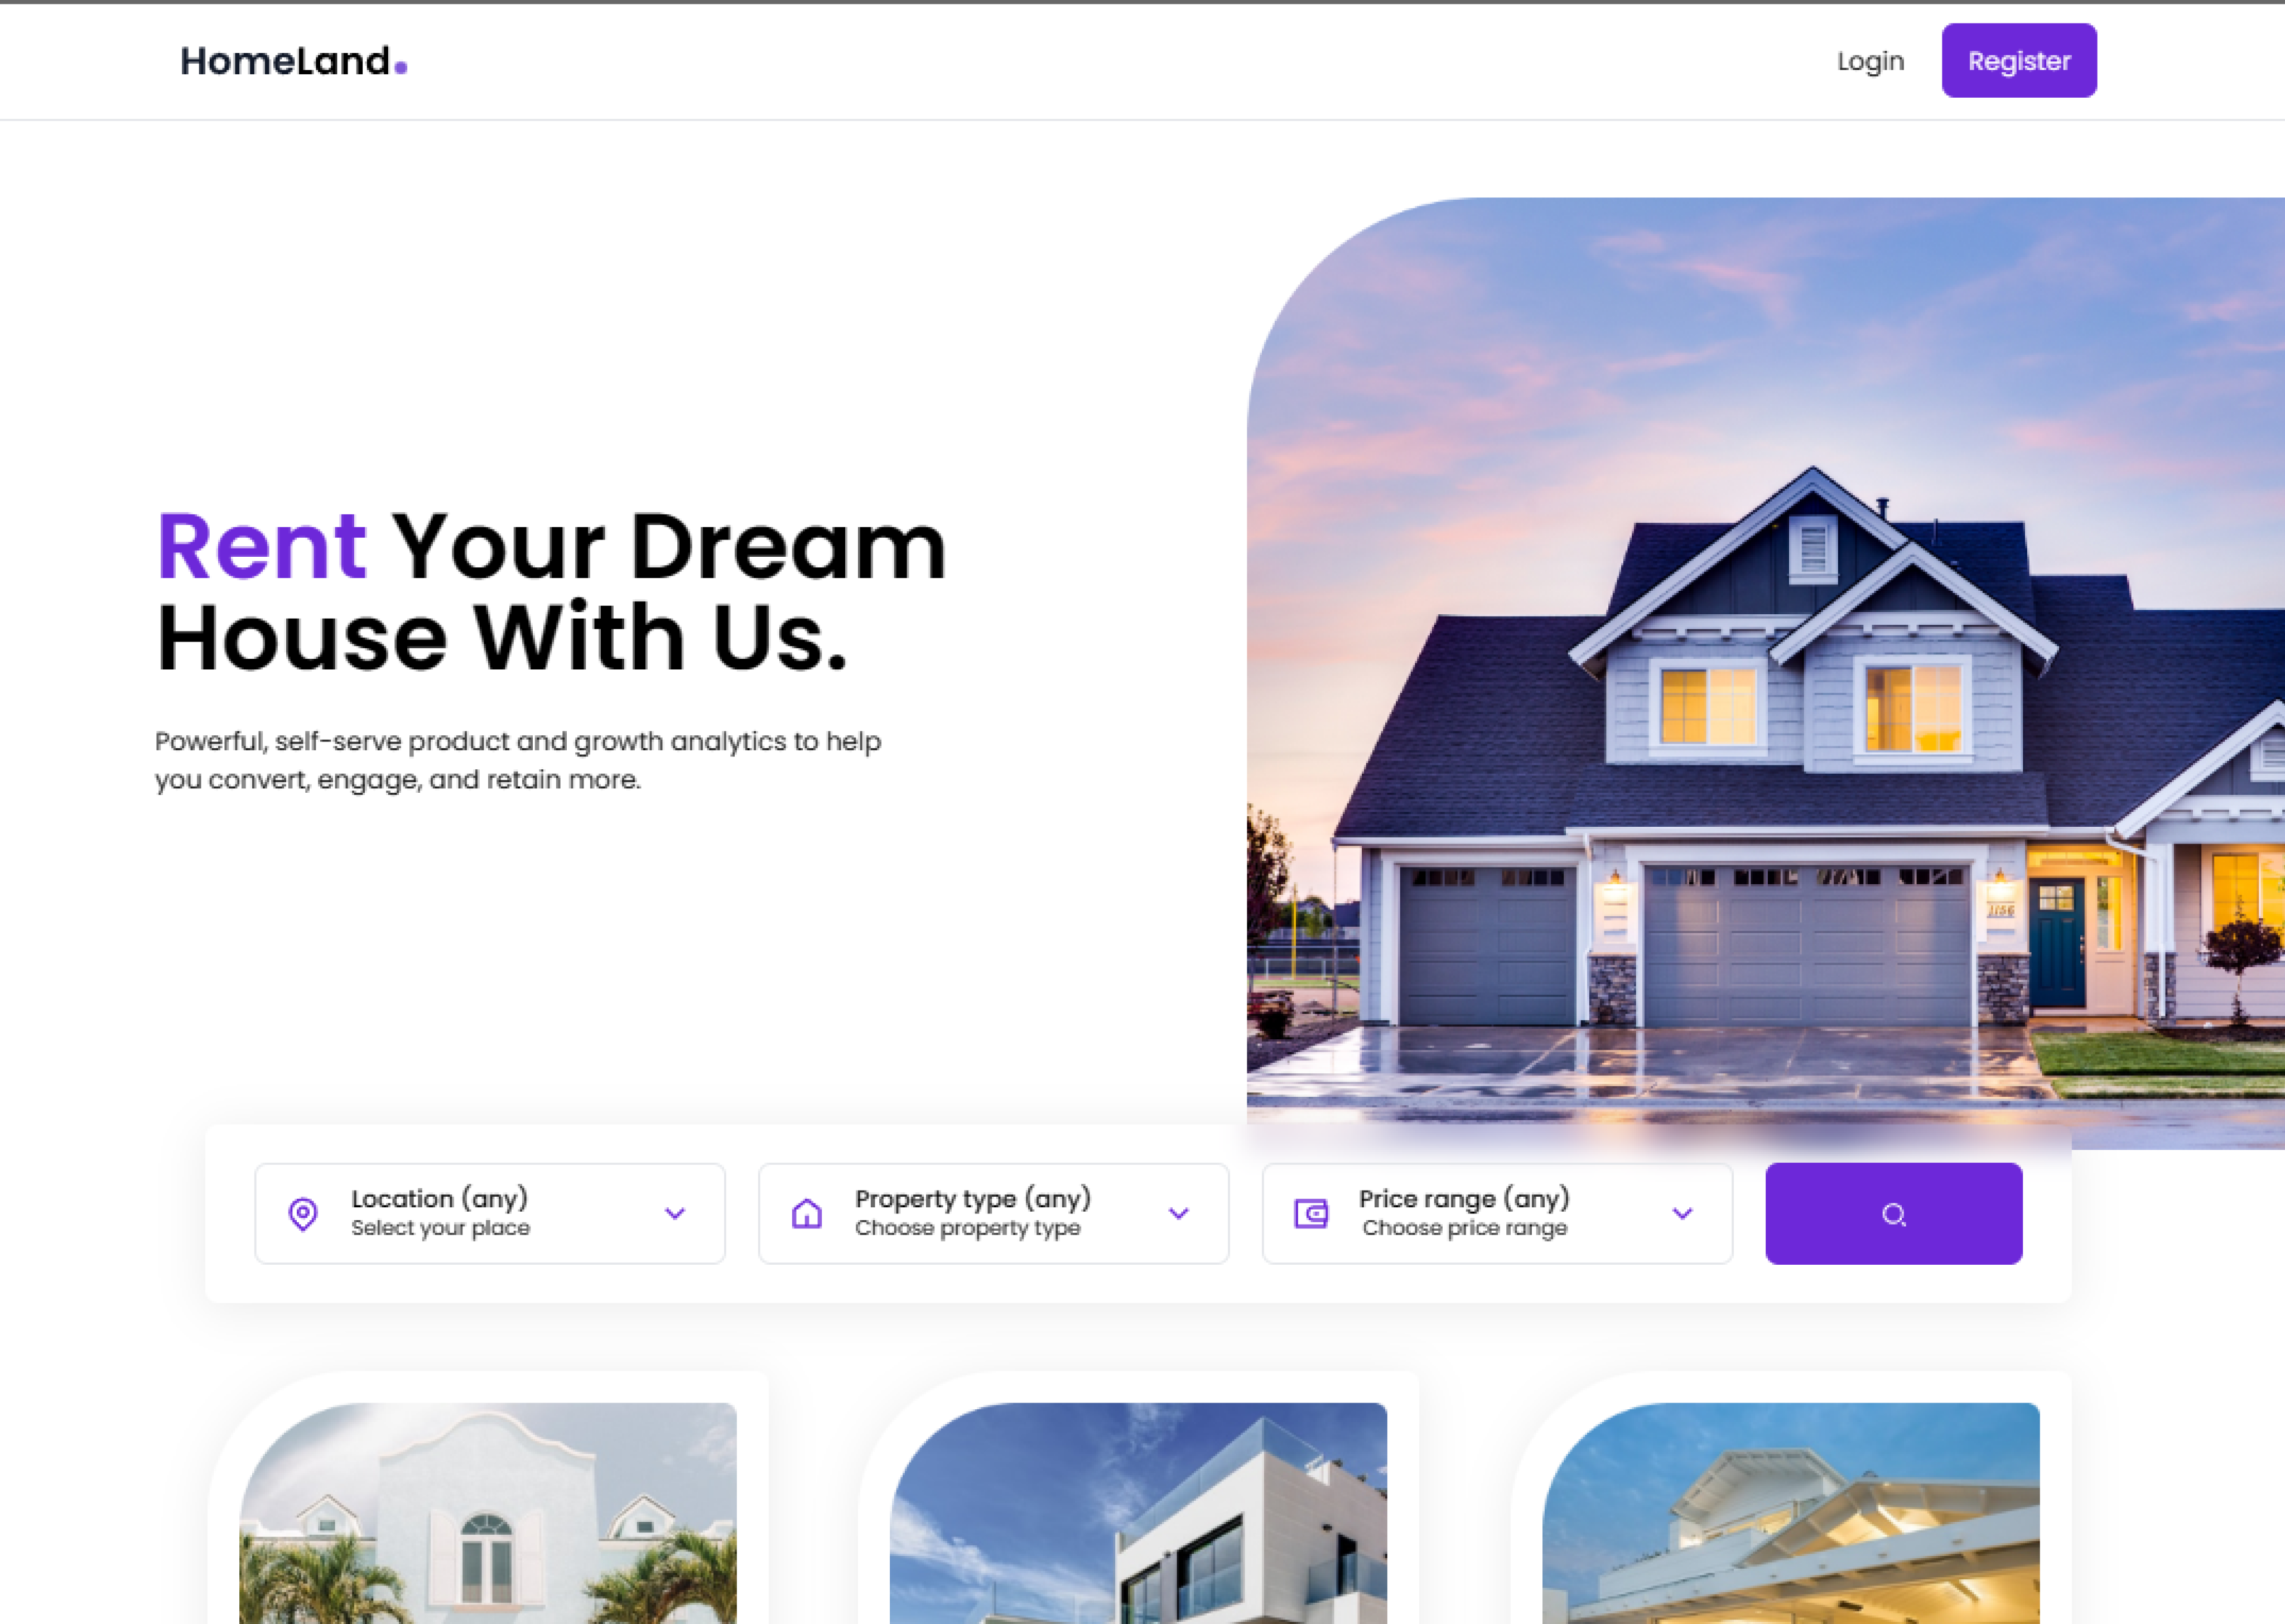 HomeLand.
Login
Register
Rent Your Dream
House With Us.
Powerful, self-serve product and growth analytics to help
you convert, engage, and retain more.
1156
Location (any)
Select your place
Property type (any)
Choose property type
Price range (any)
Choose price range